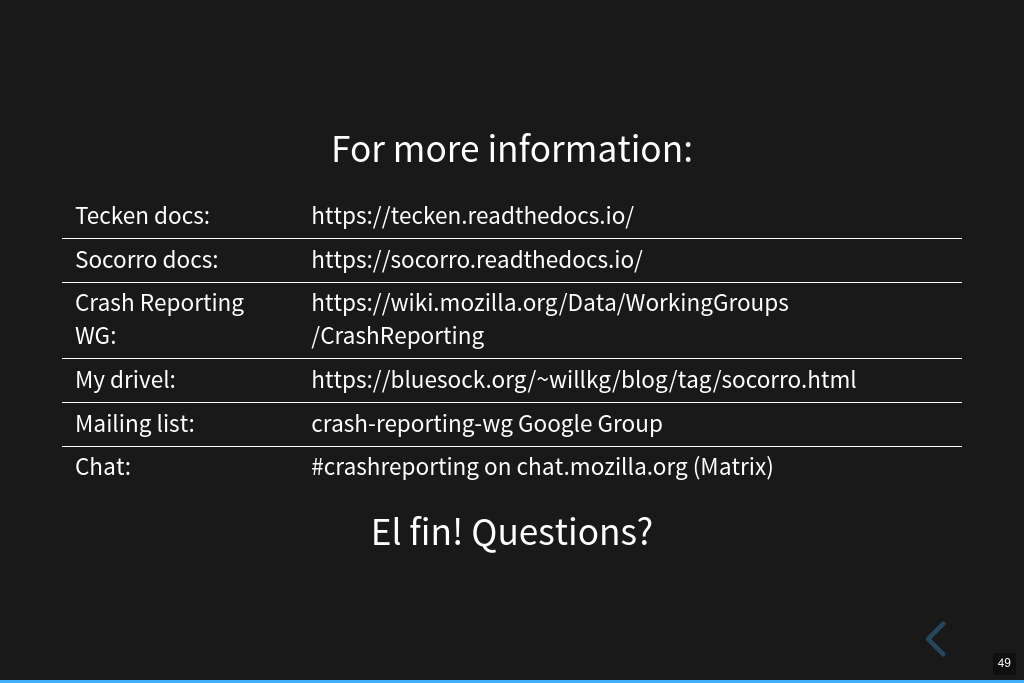 For more information:
Tecken docs: https://tecken.readthedocs.io/
Socorro docs: https://socorro.readthedocs.io/
Crash Reporting WG: https://wiki.mozilla.org/Data/WorkingGroups
/CrashReporting
My drivel: https://bluesock.org/~willkg/blog/tag/socorro.html
Mailing list: crash-reporting-wg Google Group
Chat: #crashreporting on chat.mozilla.org (Matrix)
El fin! Questions?
49